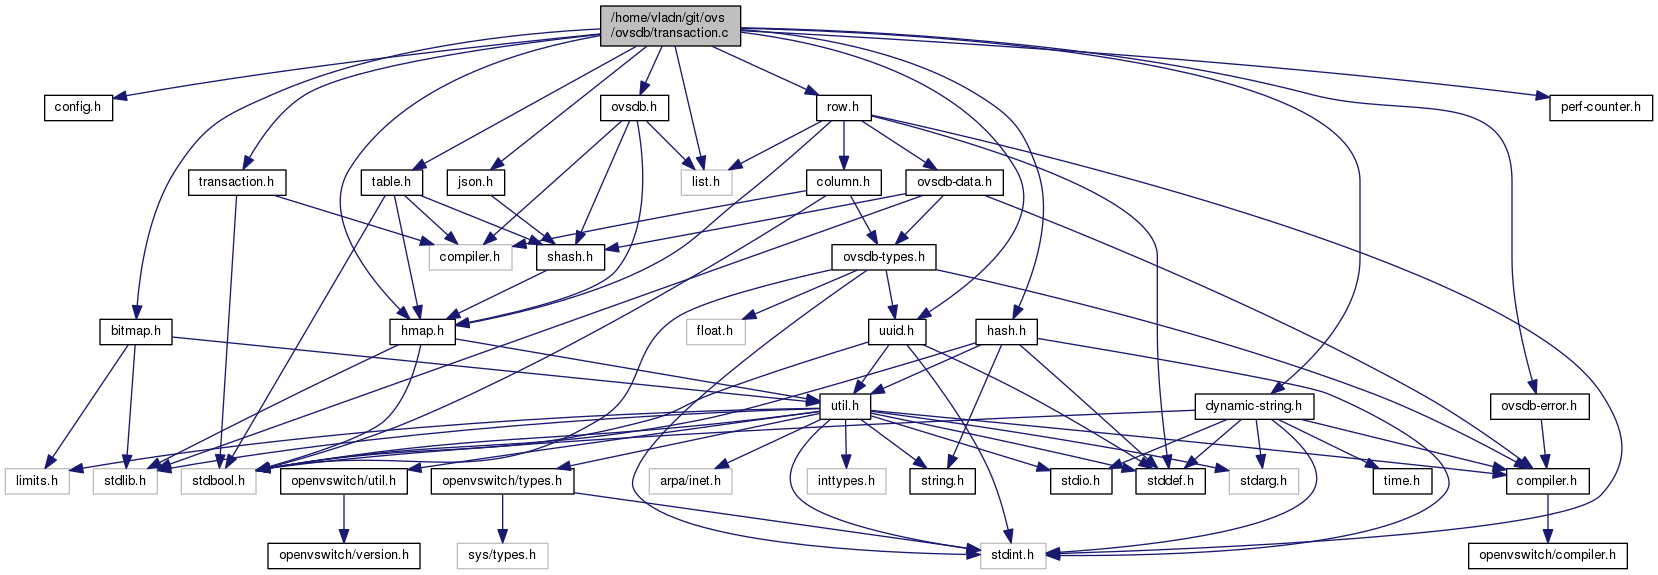 /home/vladn/git/ovs
/ovsdb/transaction.c
config.h
ovsdb.h
row.h
perf-counter.h
transaction.h
table.h
json.h
list.h
column.h
ovsdb-data.h
compiler.h
shash.h
ovsdb-types.h
bitmap.h
hmap.h
float.h
uuid.h
hash.h
util.h
dynamic-string.h
ovsdb-error.h
limits.h
stdlib.h
stdbool.h
openvswitch/util.h
openvswitch/types.h
arpa/inet.h
inttypes.h
string.h
stdio.h
stddef.h
stdarg.h
time.h
compiler.h
openvswitch/version.h
sys/types.h
stdint.h
openvswitch/compiler.h